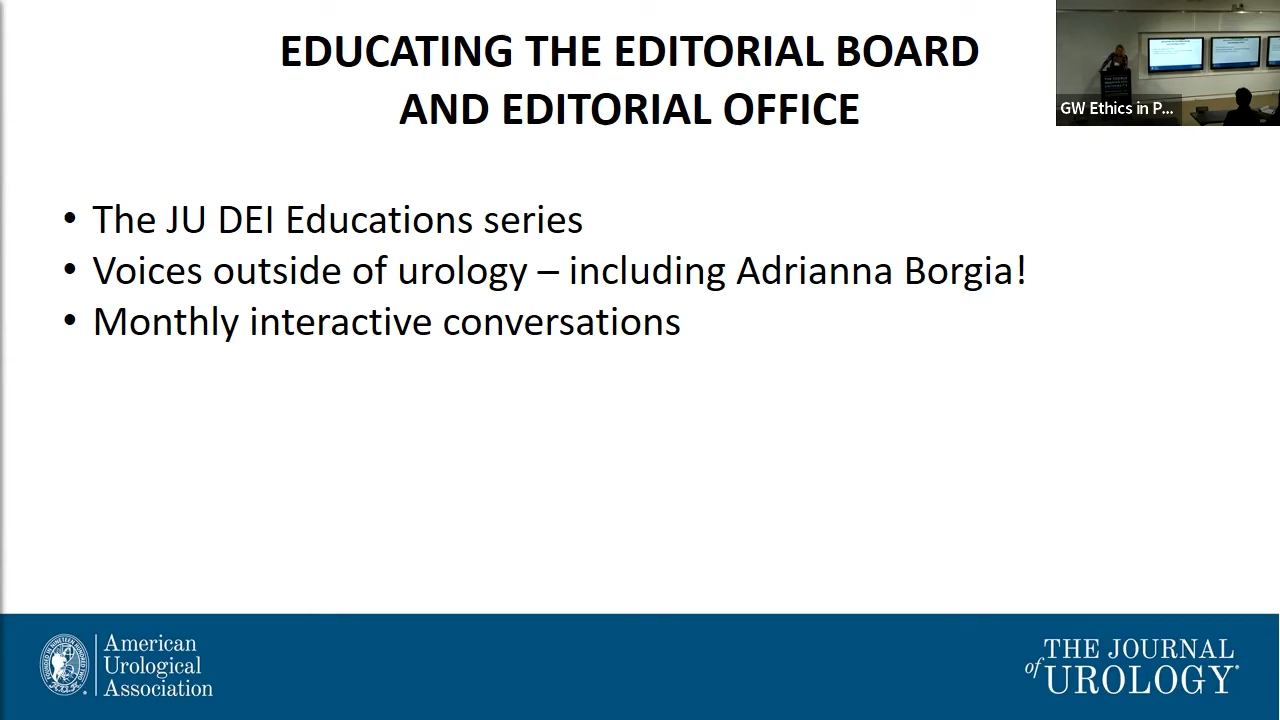 EDUCATING THE EDITORIAL BOARD
AND EDITORIAL OFFICE
GW Ethics in P...
• The JU DEI Educations series
• Voices outside of urology – including Adrianna Borgia!
• Monthly interactive conversations
American
Urological
Association
THE JOURNAL
of UROLOGY®